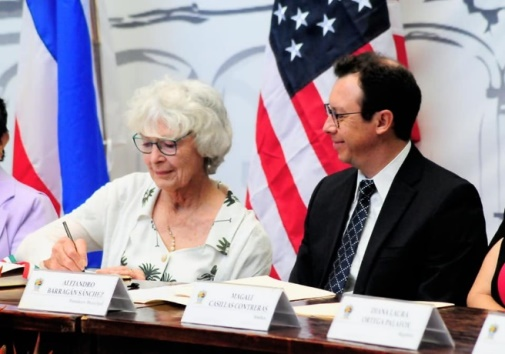 ALEJANDRO
BARRAGÁN SÁNCHEZ
MAGALI
CASILLAS CONTRERAS
DIANA LAURA
ORTEGA PALAFOX